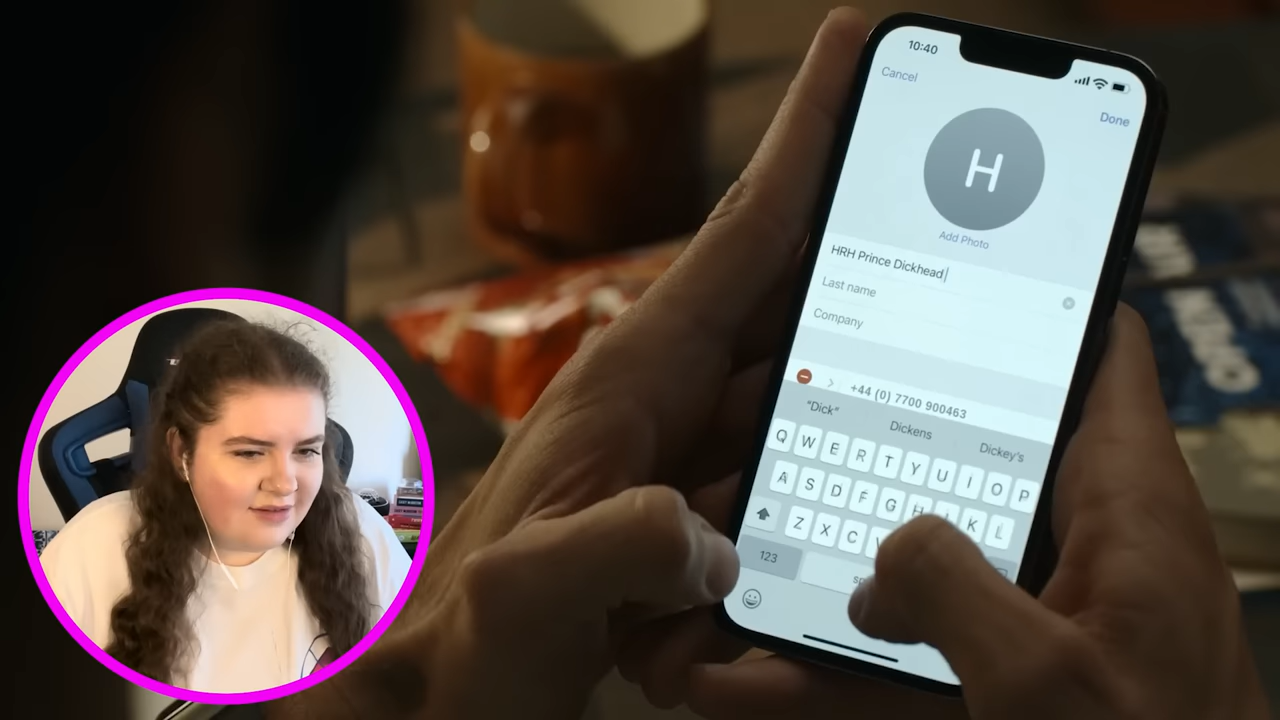 10:40
Cancel
Done
H
Add Photo
HRH Prince Dickhead
Last name
Company
+44 (0) 7700 900463
“Dick”
Dickens
Dickey's
Q W E R T Y U I O P
A S D F G H K L
Z X C
123